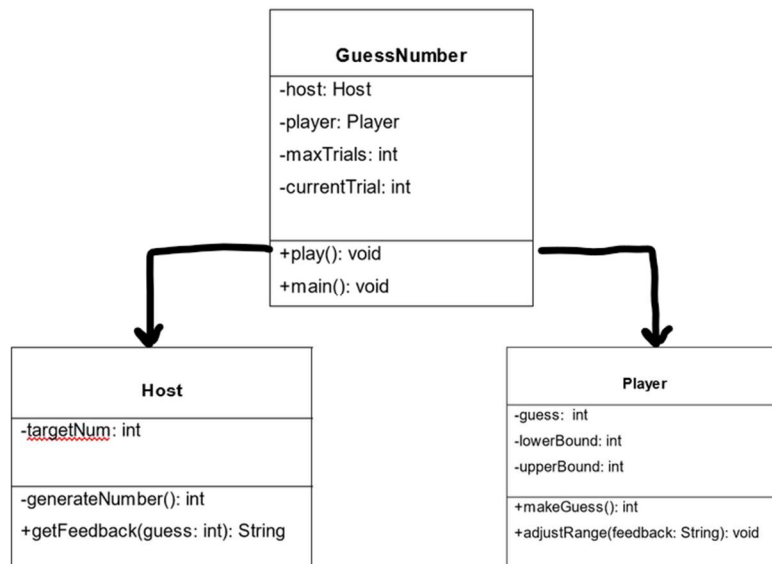 GuessNumber
-host: Host
-player: Player
-maxTrials: int
-currentTrial: int
+play(): void
+main(): void
Host
-targetNum: int
-generateNumber(): int
+getFeedback(guess: int): String
Player
-guess: int
-lowerBound: int
-upperBound: int
+makeGuess(): int
+adjustRange(feedback: String): void